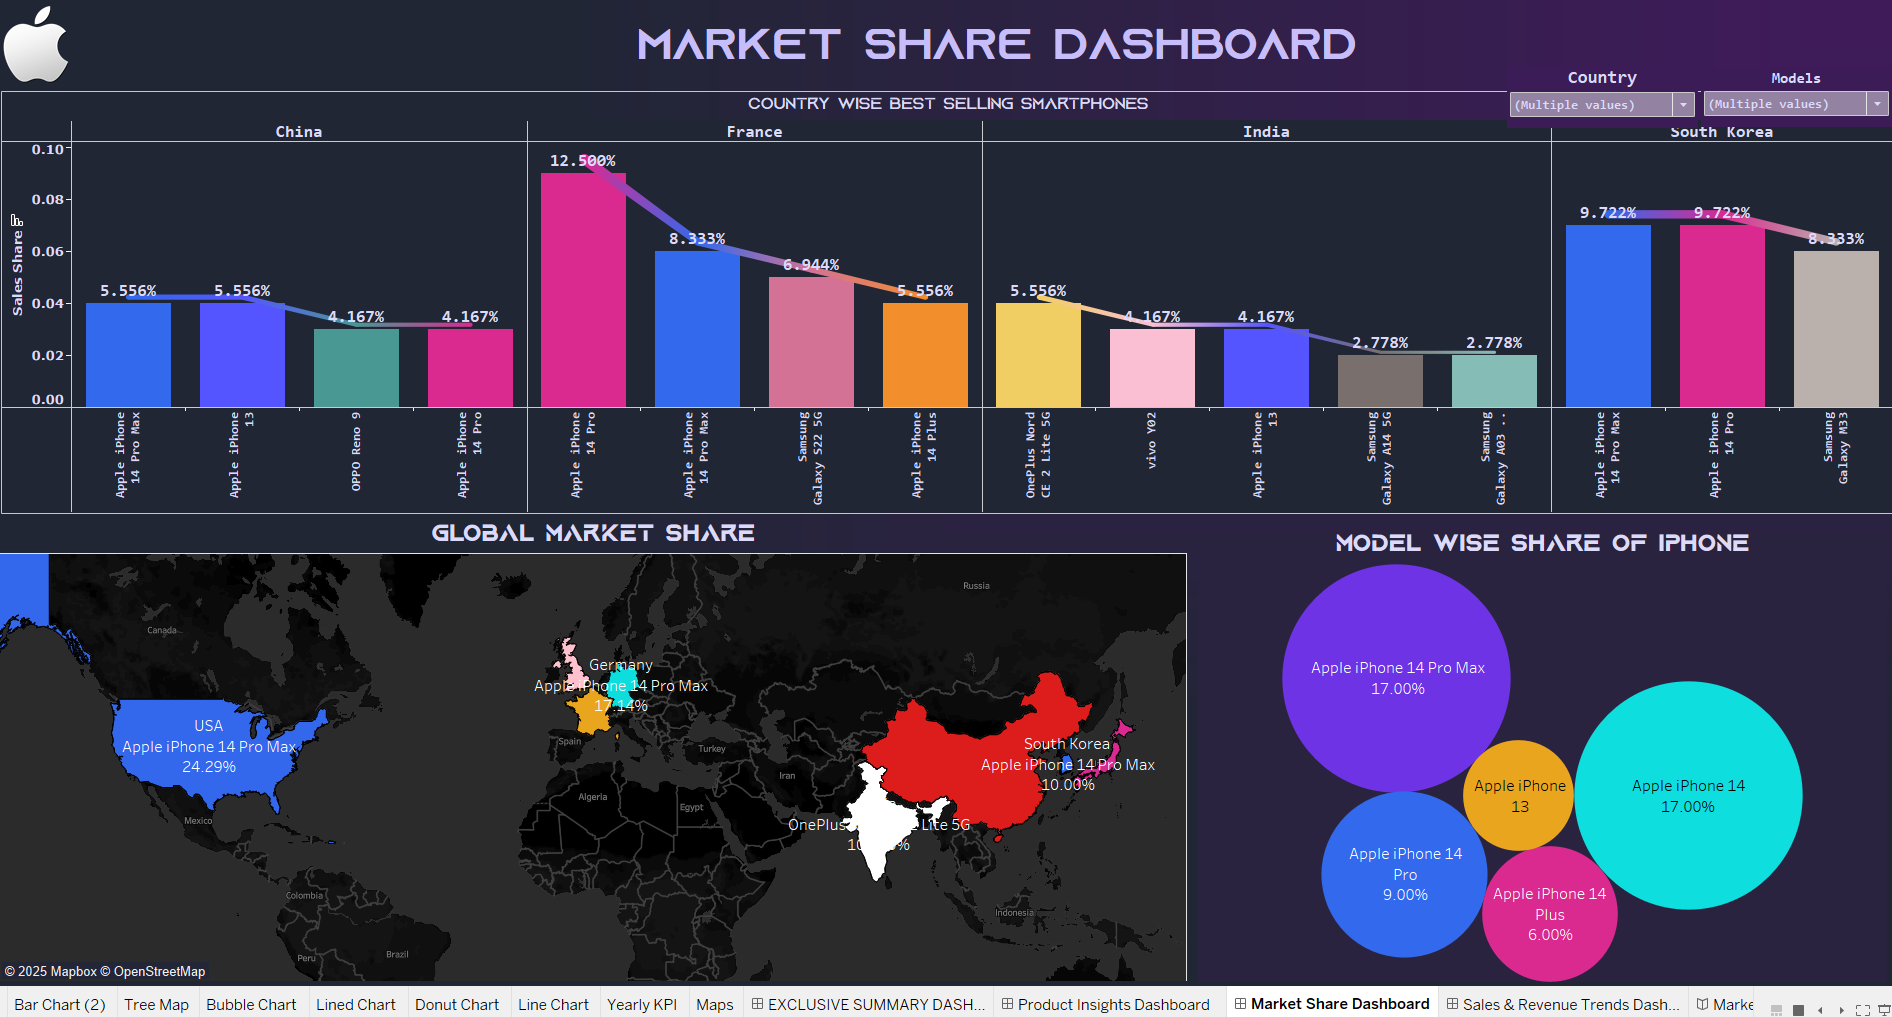 MARKET SHARE DASHBOARD
Country
Models
(Multiple values)
(Multiple values)
COUNTRY WISE BEST SELLING SMARTPHONES
China
France
India
South Korea
Sales Share
0.10
0.08
0.06
0.04
0.02
0.00
5.556%
5.556%
4.167%
4.167%
12.500%
8.333%
6.944%
5.556%
5.556%
4.167%
4.167%
2.778%
2.778%
9.722%
9.722%
8.333%
Apple iPhone
14 Pro Max
Apple iPhone
13
OPPO Reno 9
Apple iPhone
14 Pro
Apple iPhone
14 Pro
Apple iPhone
14 Pro Max
Samsung
Galaxy S22 5G
Apple iPhone
14 Plus
OnePlus Nord
CE 2 Lite 5G
vivo Y02
Apple iPhone
13
Samsung
Galaxy A14 5G
Samsung
Galaxy A03 ..
Apple iPhone
14 Pro Max
Apple iPhone
14 Pro
Samsung
Galaxy M33
GLOBAL MARKET SHARE
Russia
Canada
Germany
Apple iPhone 14 Pro Max
17.14%
USA
Apple iPhone 14 Pro Max
24.29%
Spain
Turkey
South Korea
Apple iPhone 14 Pro Max
10.00%
Iran
Algeria
Egypt
Mexico
OnePlus Lite 5G
Colombia
Indonesia
Peru
Brazil
© 2025 Mapbox © OpenStreetMap
MODEL WISE SHARE OF IPHONE
Apple iPhone 14 Pro Max
17.00%
Apple iPhone
13
Apple iPhone 14
17.00%
Apple iPhone 14
Pro
9.00%
Apple iPhone 14
Plus
6.00%
Bar Chart (2)
Tree Map
Bubble Chart
Lined Chart
Donut Chart
Line Chart
Yearly KPI
Maps
EXCLUSIVE SUMMARY DASH...
Product Insights Dashboard
Market Share Dashboard
Sales & Revenue Trends Dash...
Marke